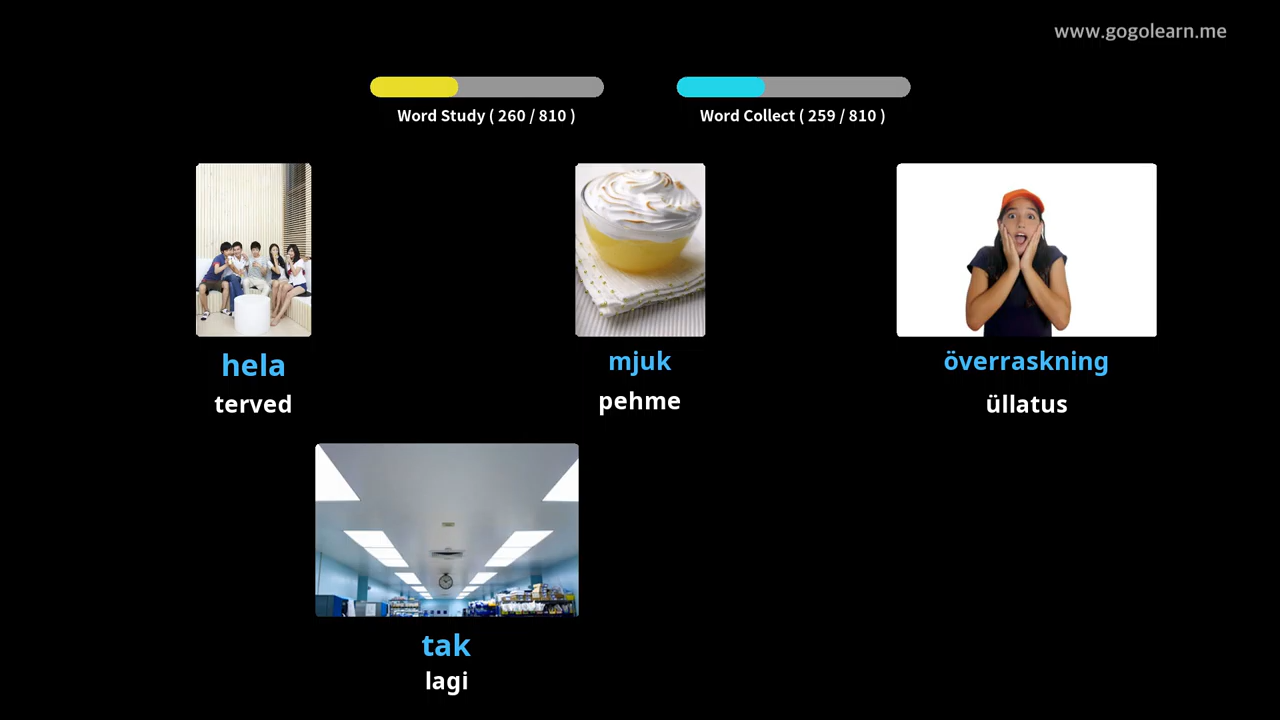 www.gogolearn.me
Word Study ( 260 / 810 )
Word Collect ( 259 / 810 )
hela
terved
mjuk
pehme
överraskning
üllatus
tak
lagi